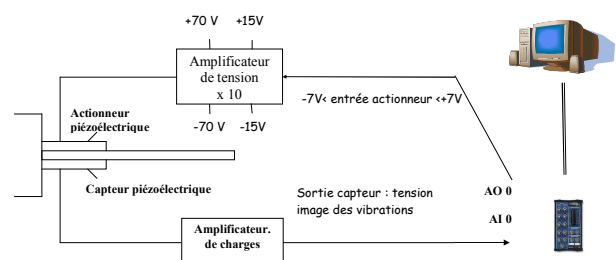 +70 V +15V
Amplificateur
de tension
x 10
-7V< entrée actionneur <+7V
-70 V -15V
Actionneur
piézoélectrique
Capteur piézoélectrique
Sortie capteur : tension
image des vibrations
AO 0
AI 0
Amplificateur.
de charges